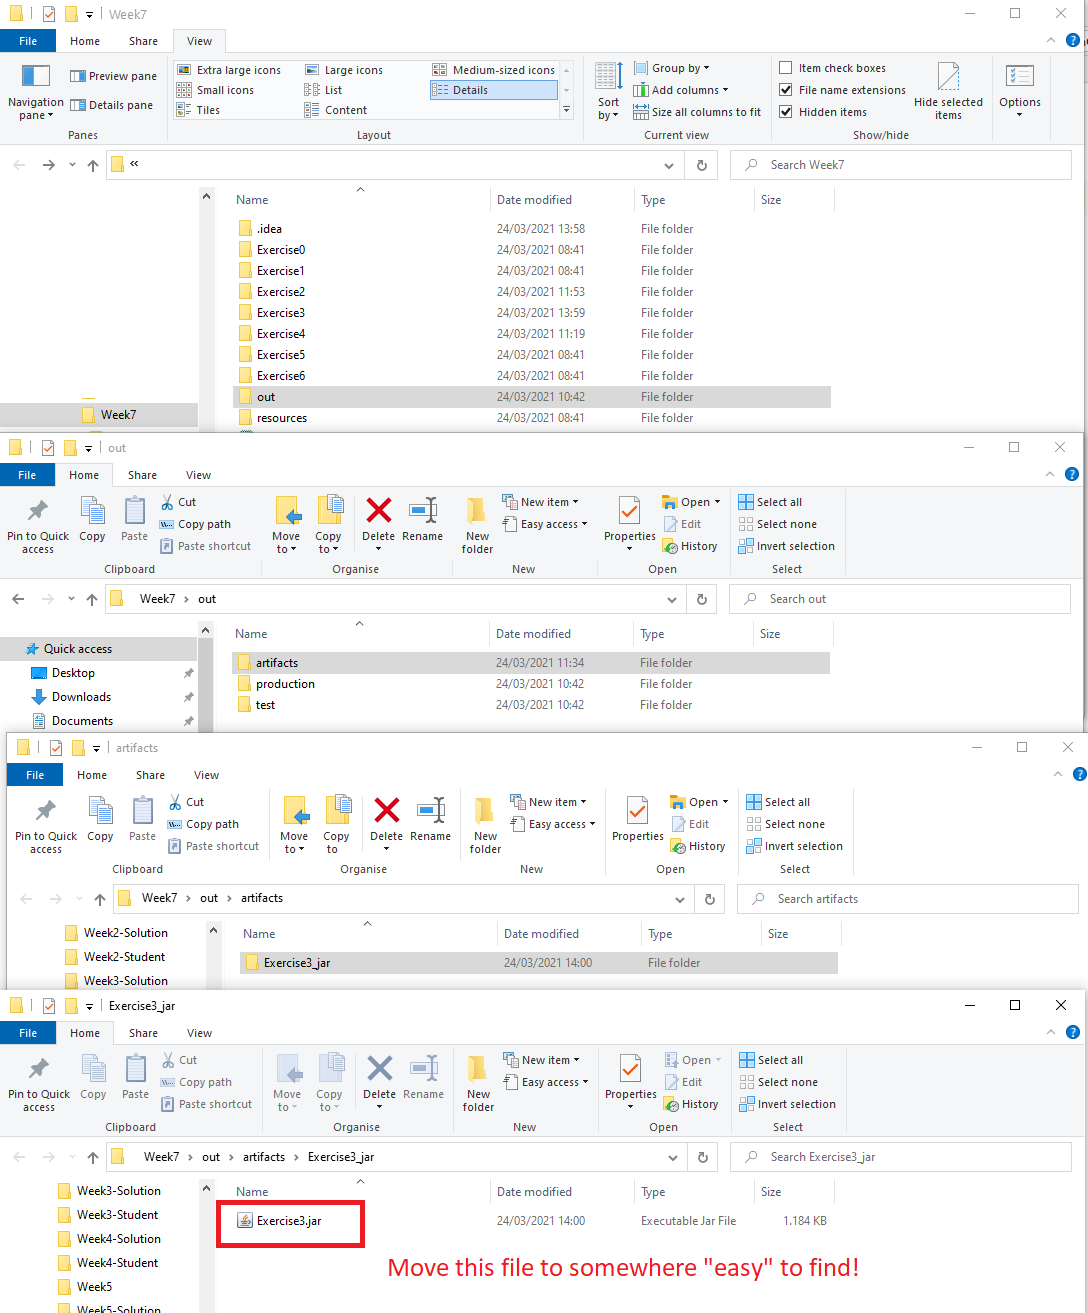 Week7
File Home Share View
Navigation pane
Preview pane
Details pane
Panes
Extra large icons Large icons Medium-sized icons
Small icons List Details
Tiles Content
Layout
Sort by
Group by
Add columns
Size all columns to fit
Current view
Item check boxes
File name extensions
Hidden items
Hide selected items
Show/hide
Options
«
Search Week7
Week7
Name Date modified Type Size
.idea 24/03/2021 13:58 File folder
Exercise0 24/03/2021 08:41 File folder
Exercise1 24/03/2021 08:41 File folder
Exercise2 24/03/2021 11:53 File folder
Exercise3 24/03/2021 13:59 File folder
Exercise4 24/03/2021 11:19 File folder
Exercise5 24/03/2021 08:41 File folder
Exercise6 24/03/2021 08:41 File folder
out 24/03/2021 10:42 File folder
resources 24/03/2021 08:41 File folder
out
File Home Share View
Pin to Quick access
Copy
Paste
Cut
Copy path
Paste shortcut
Clipboard
Move to
Copy to
Delete
Rename
Organise
New folder
New item
Easy access
New
Properties
Open
Edit
History
Open
Select all
Select none
Invert selection
Select
Week7 › out
Search out
Quick access
Desktop
Downloads
Documents
Name Date modified Type Size
artifacts 24/03/2021 11:34 File folder
production 24/03/2021 10:42 File folder
test 24/03/2021 10:42 File folder
artifacts
File Home Share View
Pin to Quick access
Copy
Paste
Cut
Copy path
Paste shortcut
Clipboard
Move to
Copy to
Delete
Rename
Organise
New folder
New item
Easy access
New
Properties
Open
Edit
History
Open
Select all
Select none
Invert selection
Select
Week7 › out › artifacts
Search artifacts
Week2-Solution
Week2-Student
Week3-Solution
Name Date modified Type Size
Exercise3_jar 24/03/2021 14:00 File folder
Exercise3_jar
File Home Share View
Pin to Quick access
Copy
Paste
Cut
Copy path
Paste shortcut
Clipboard
Move to
Copy to
Delete
Rename
Organise
New folder
New item
Easy access
New
Properties
Open
Edit
History
Open
Select all
Select none
Invert selection
Select
Week7 › out › artifacts › Exercise3_jar
Search Exercise3_jar
Week3-Solution
Week3-Student
Week4-Solution
Week4-Student
Week5
Week5-Solution
Name Date modified Type Size
Exercise3.jar 24/03/2021 14:00 Executable Jar File 1.184 KB
Move this file to somewhere "easy" to find!